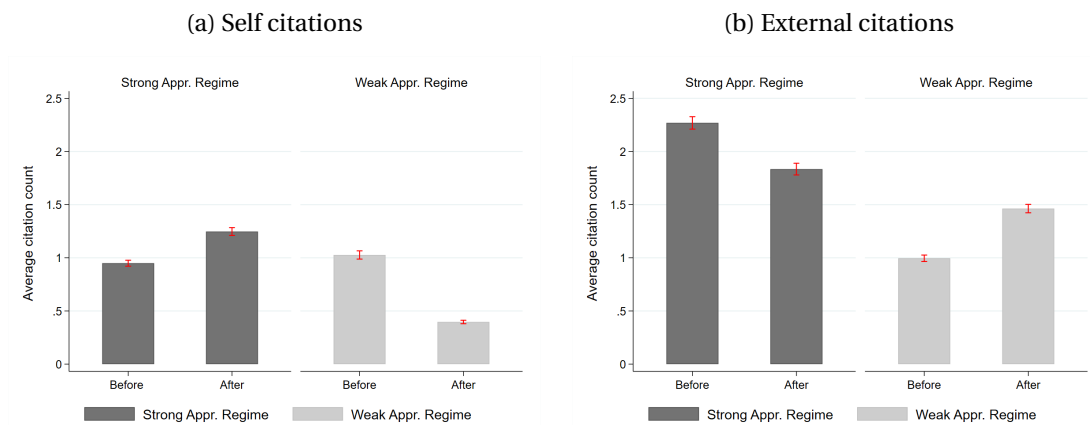 (a) Self citations
Strong Appr. Regime
Weak Appr. Regime
Average citation count
2.5
2
1.5
1
.5
0
Before
After
Before
After
Strong Appr. Regime
Weak Appr. Regime
(b) External citations
Strong Appr. Regime
Weak Appr. Regime
Average citation count
2.5
2
1.5
1
.5
0
Before
After
Before
After
Strong Appr. Regime
Weak Appr. Regime